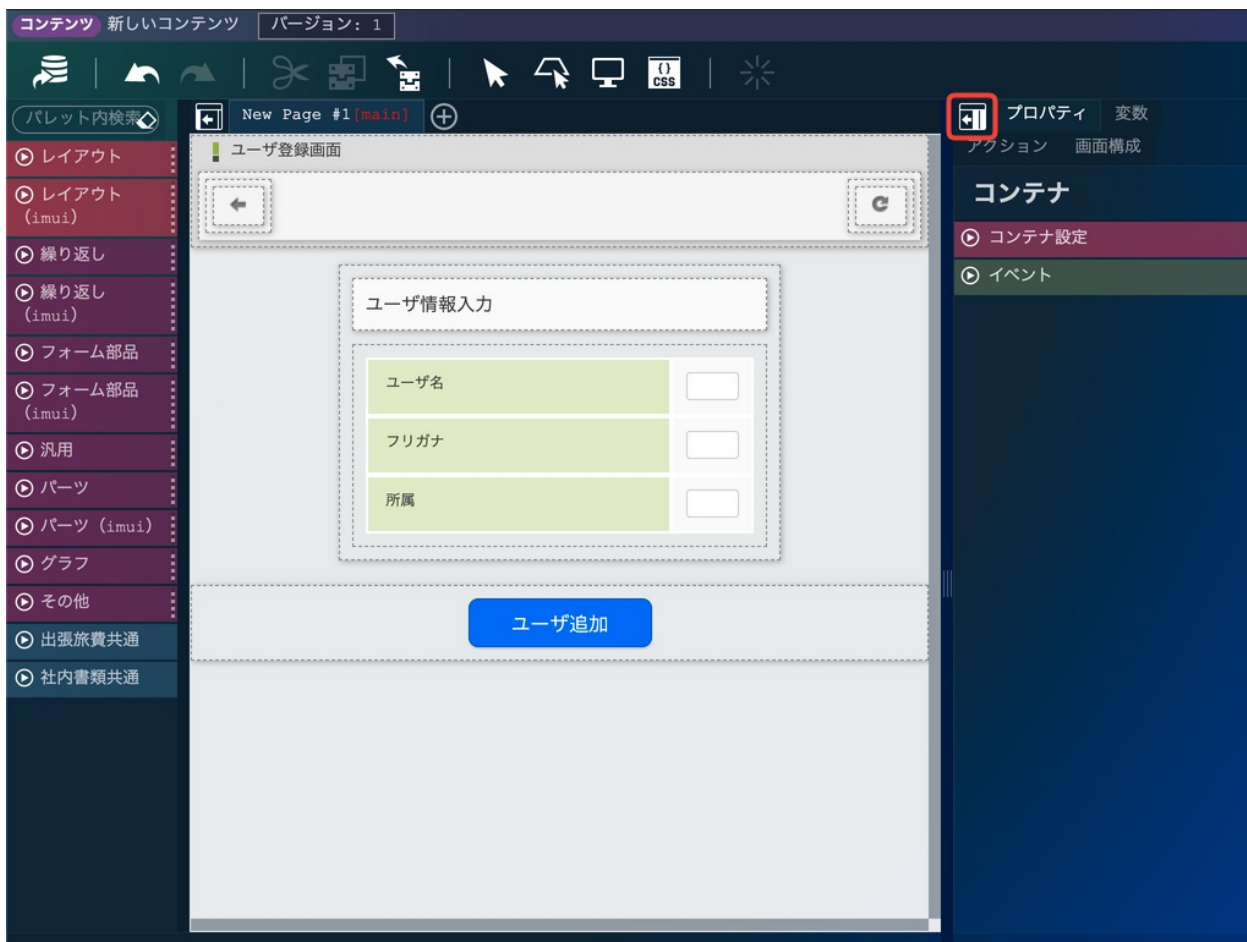 コンテンツ 新しいコンテンツ バージョン: 1
{}
CSS
パレット内検索
New Page #1[main]
プロパティ 変数
アクション 画面構成
レイアウト
レイアウト
(imui)
繰り返し
繰り返し
(imui)
フォーム部品
フォーム部品
(imui)
汎用
パーツ
パーツ (imui)
グラフ
その他
出張旅費共通
社内書類共通
ユーザ登録画面
ユーザ情報入力
ユーザ名
フリガナ
所属
ユーザ追加
コンテナ
コンテナ設定
イベント